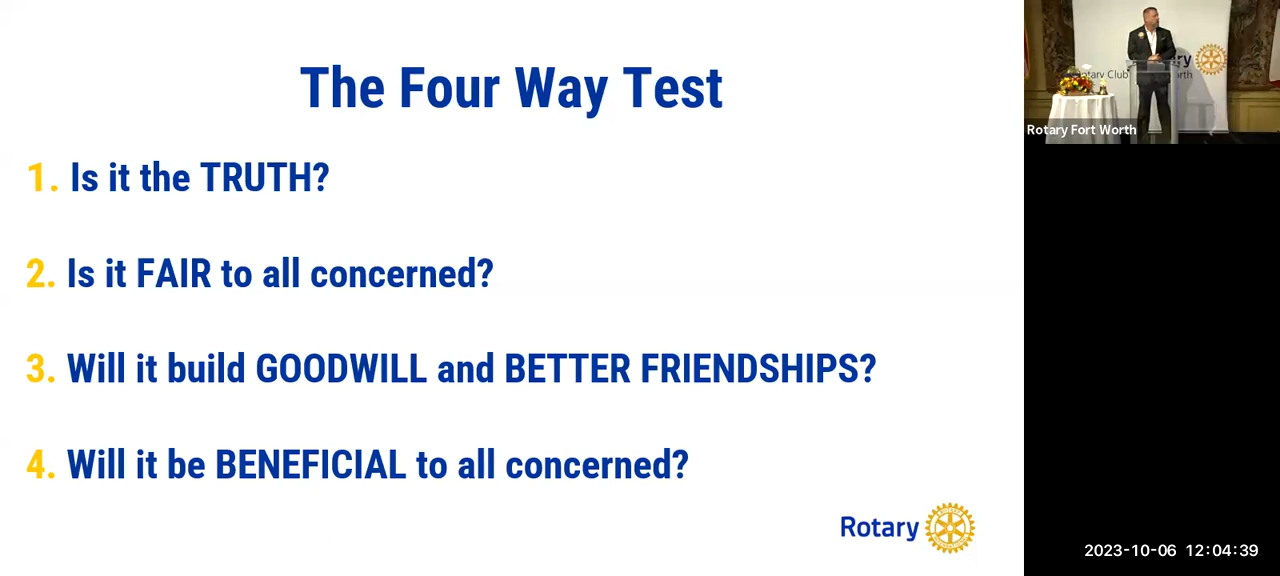 The Four Way Test
1. Is it the TRUTH?
2. Is it FAIR to all concerned?
3. Will it build GOODWILL and BETTER FRIENDSHIPS?
4. Will it be BENEFICIAL to all concerned?
Rotary
Rotary Club
Rotary Fort Worth
2023-10-06 12:04:39